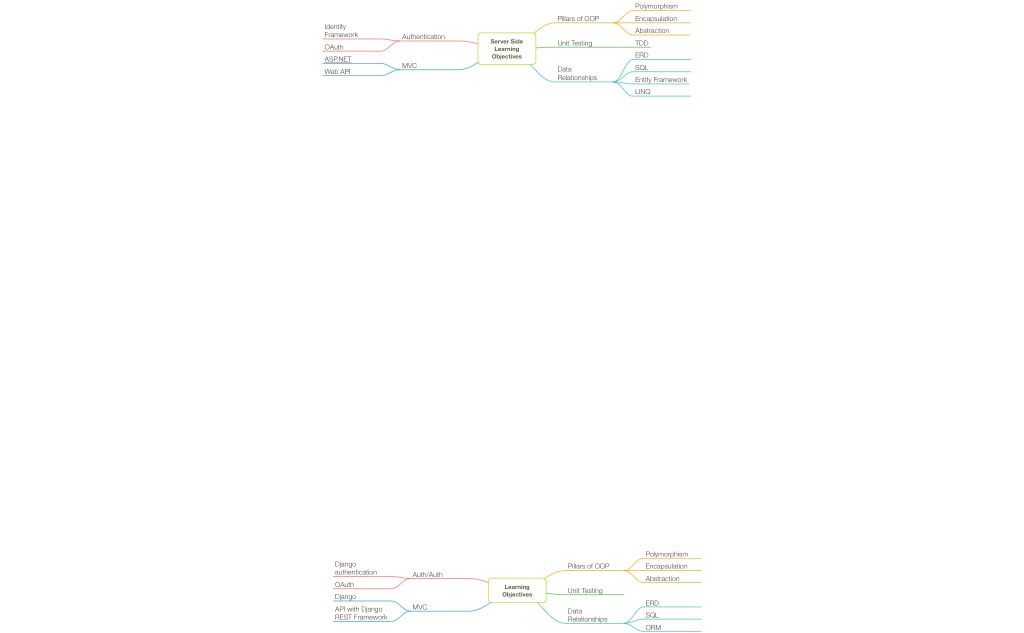 Polymorphism
Pillars of OOP
Encapsulation
Abstraction
Identity
Framework
Authentication
OAuth
Server Side
Learning
Objectives
Unit Testing
TDD
ASP.NET
MVC
Web API
Data
Relationships
ERD
SQL
Entity Framework
LINQ
Polymorphism
Pillars of OOP
Encapsulation
Abstraction
Django
authentication
Auth/Auth
OAuth
Learning
Objectives
Unit Testing
Django
MVC
API with Django
REST Framework
Data
Relationships
ERD
SQL
ORM